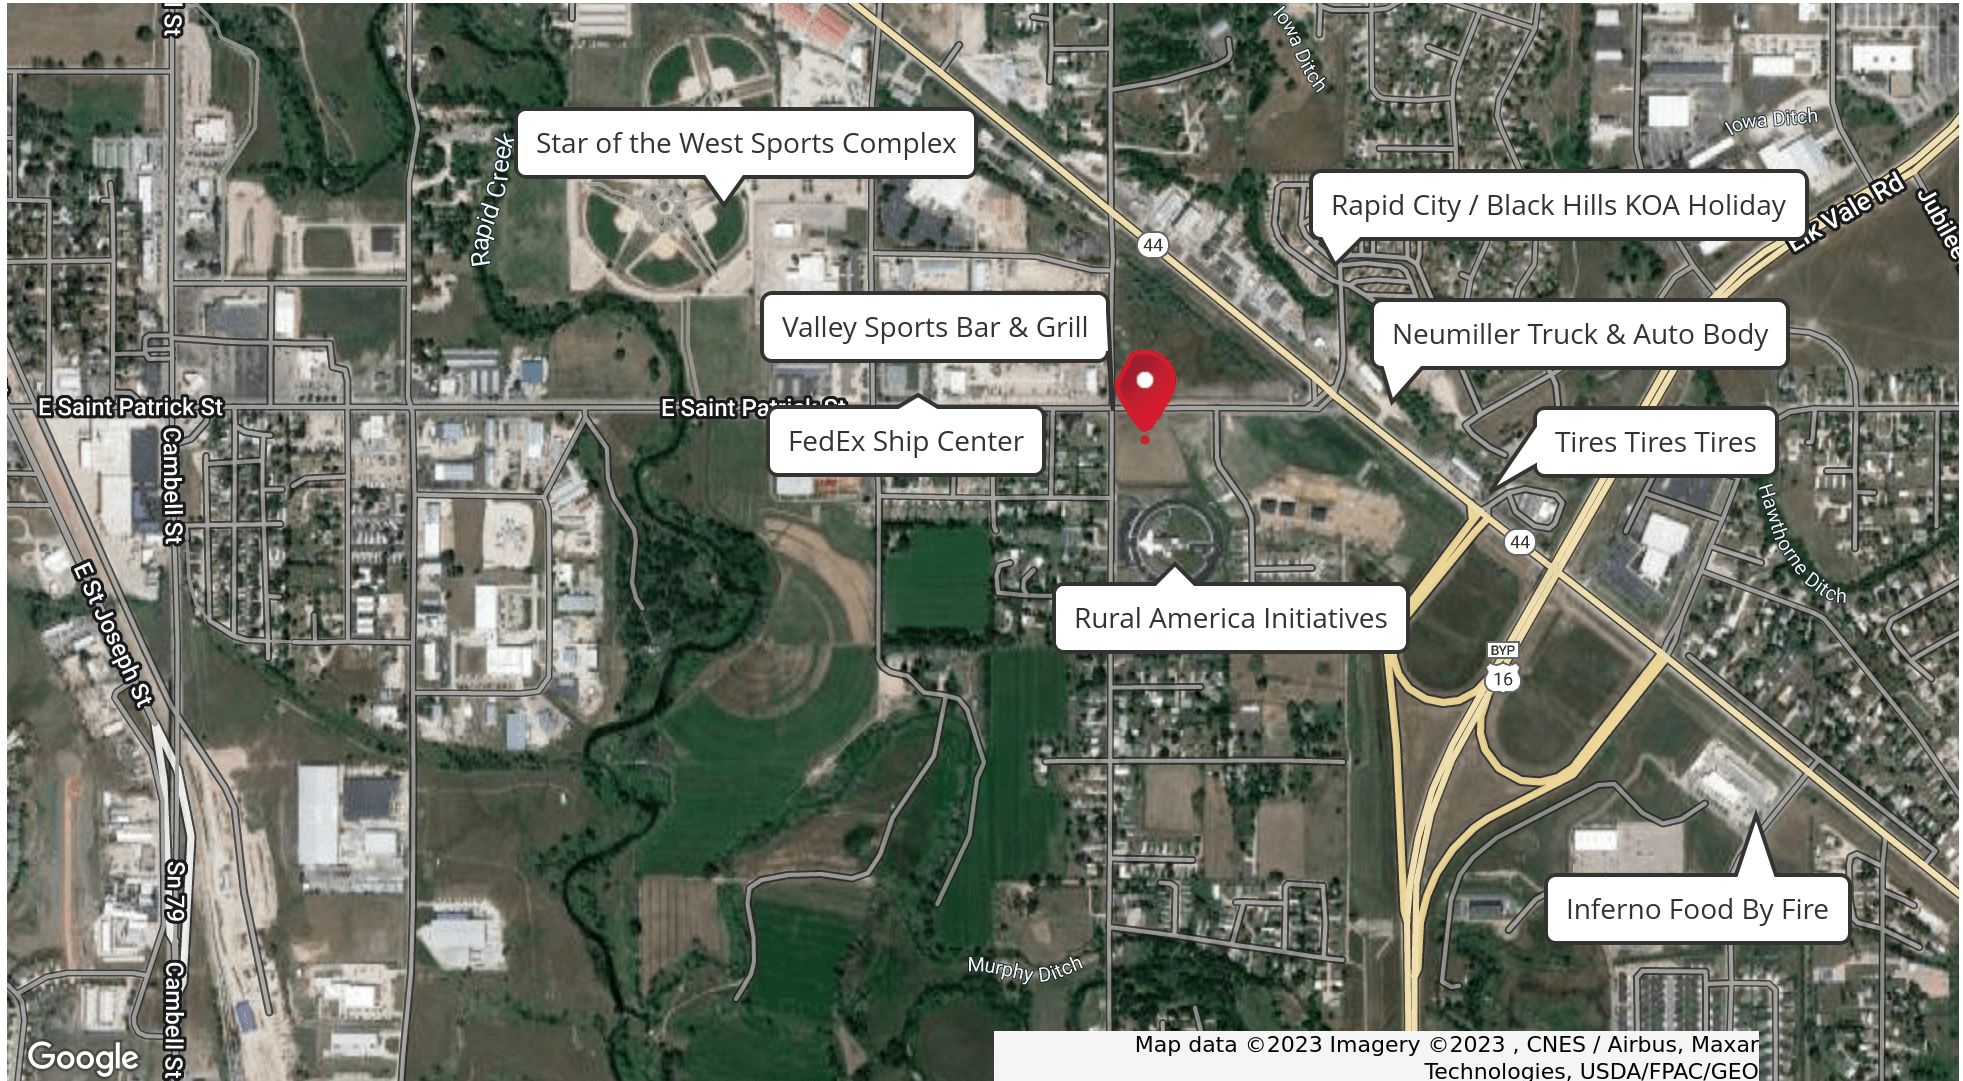 Iowa Ditch
Iowa Ditch
Star of the West Sports Complex
Rapid Creek
Rapid City / Black Hills KOA Holiday
Elk Vale Rd
44
Valley Sports Bar & Grill
Neumiller Truck & Auto Body
E Saint Patrick St
E Saint Patrick St
FedEx Ship Center
Tires Tires Tires
Cambell St
Hawthorne Ditch
44
E St Joseph St
Rural America Initiatives
BYP
16
Sn 79
Inferno Food By Fire
Murphy Ditch
Cambell St
Google
Map data ©2023 Imagery ©2023 , CNES / Airbus, Maxar
Technologies, USDA/FPAC/GEO